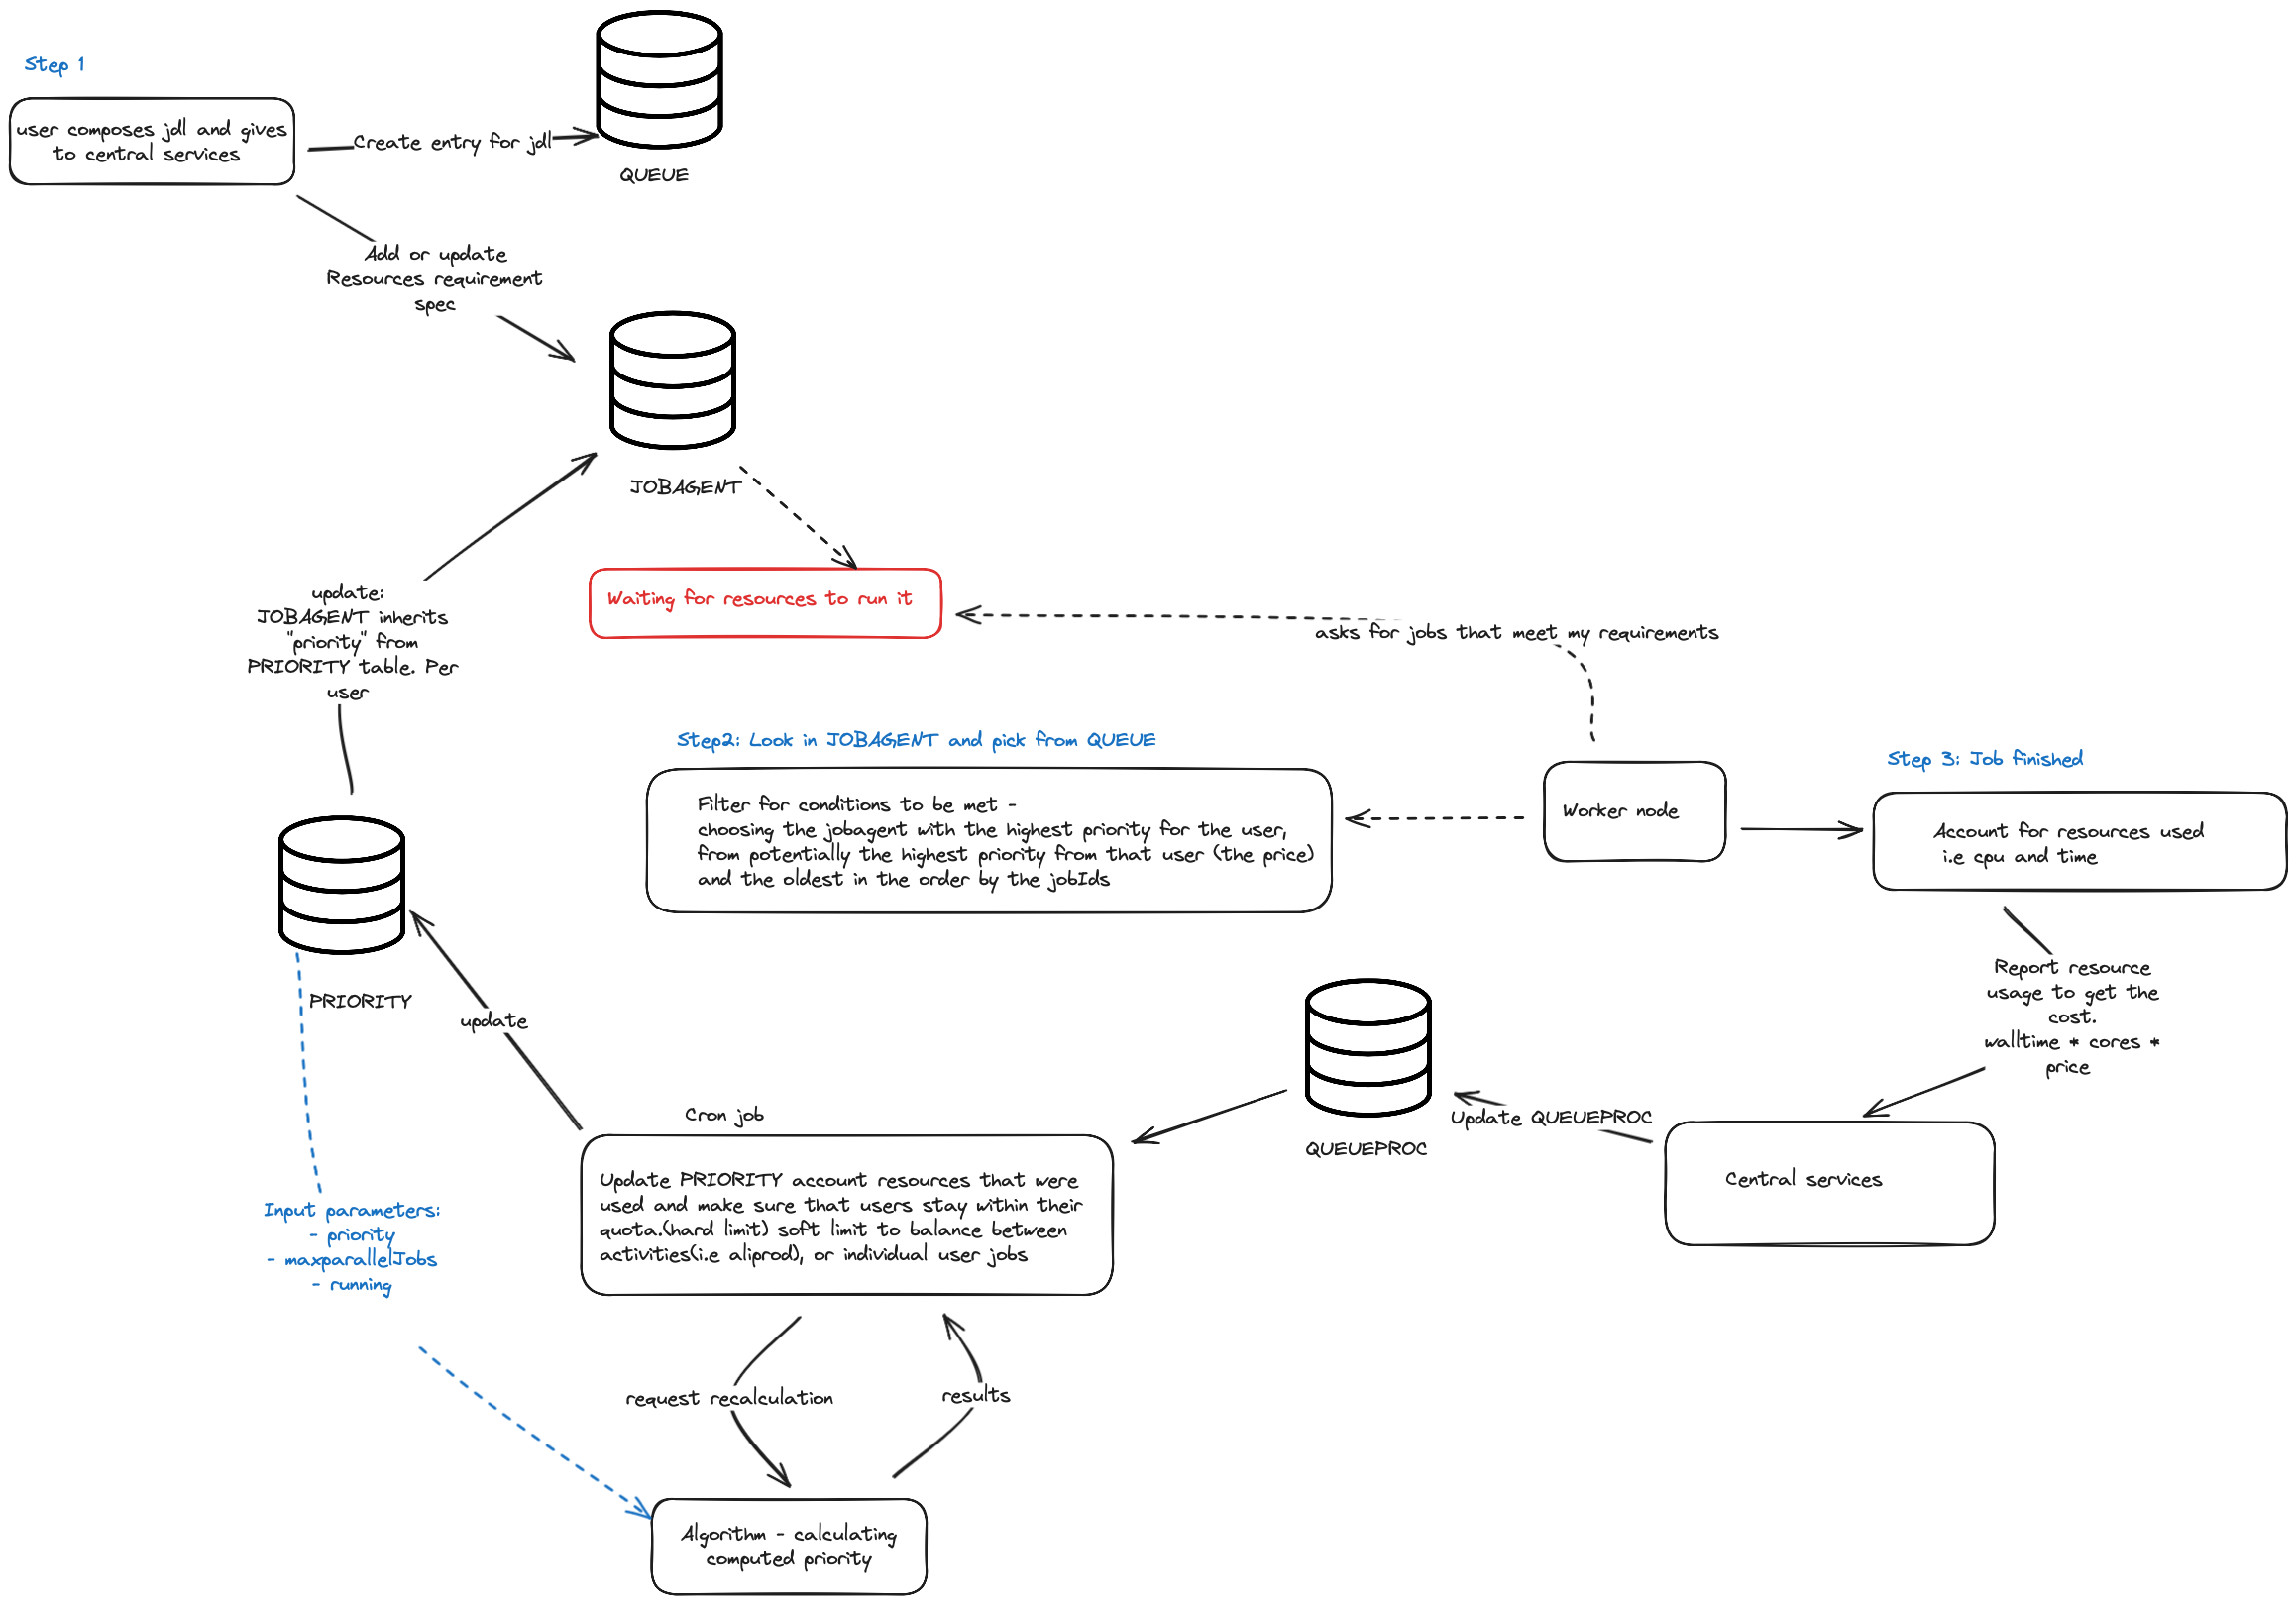 Step 1
user composes jdl and gives
to central services
Create entry for jdl
QUEUE
Add or update
Resources requirement
spec
JOBAGENT
update:
JOBAGENT inherits
"priority" from
PRIORITY table. Per
user
Waiting for resources to run it
asks for jobs that meet my requirements
Step2: Look in JOBAGENT and pick from QUEUE
Filter for conditions to be met -
choosing the jobagent with the highest priority for the user,
from potentially the highest priority from that user (the price)
and the oldest in the order by the jobIds
Worker node
Step 3: Job finished
Account for resources used
i.e cpu and time
Report resource
usage to get the
cost.
walltime * cores *
price
PRIORITY
update
Cron job
Update PRIORITY account resources that were
used and make sure that users stay within their
quota.(hard limit) soft limit to balance between
activities(i.e aliprod), or individual user jobs
QUEUEPROC
Update QUEUEPROC
Central services
Input parameters:
- priority
- maxparallelJobs
- running
request recalculation
results
Algorithm - calculating
computed priority